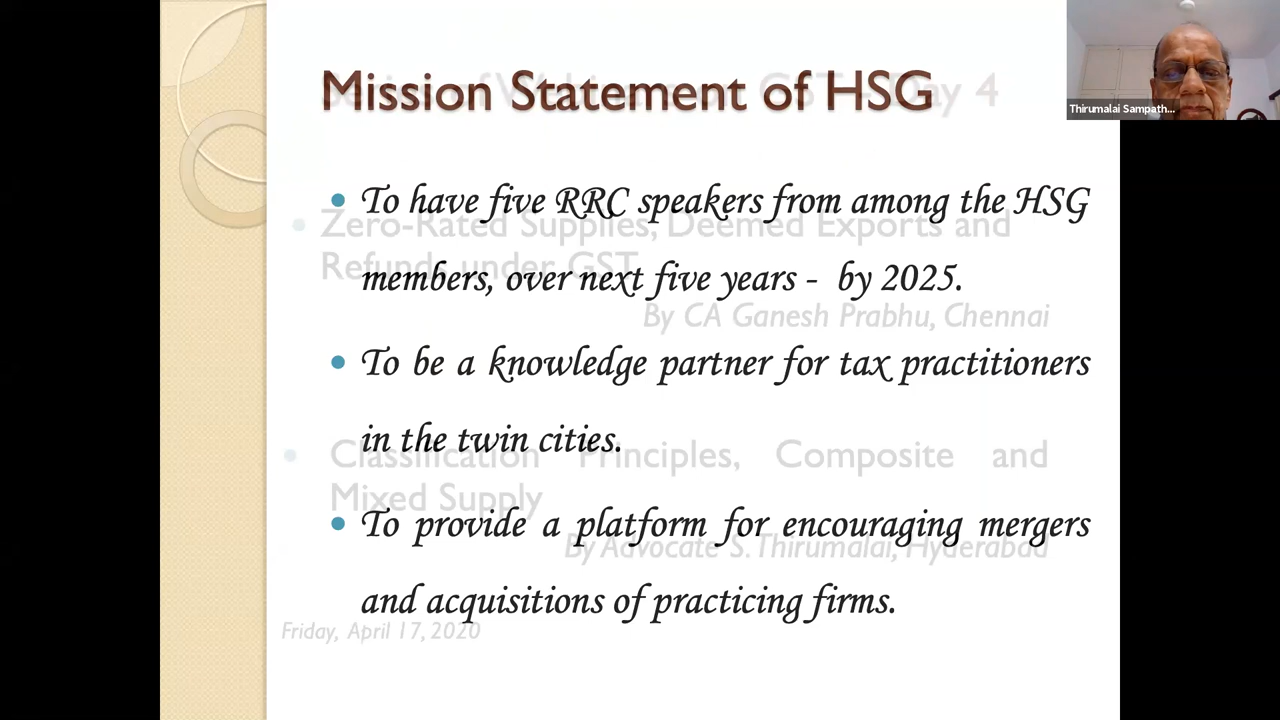 Mission Statement of HSG
Day 4
Thirumalai Sampath...
To have five RRC speakers from among the HSG
members, over next five years - by 2025.
Zero-Rated Supplies, Deemed Exports and
Refunds under GST
By CA Ganesh Prabhu, Chennai
To be a knowledge partner for tax practitioners
in the twin cities.
Classification Principles, Composite and
Mixed Supply
To provide a platform for encouraging mergers
and acquisitions of practicing firms.
By Advocate S. Thirumalai, Hyderabad
Friday, April 17, 2020